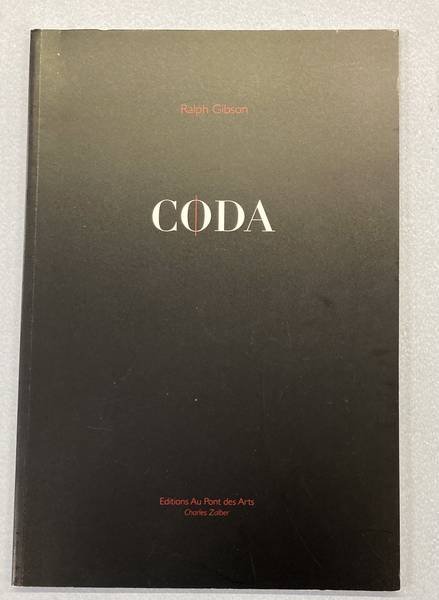 Ralph Gibson
CODA
Editions Au Pont des Arts
Charles Zalber